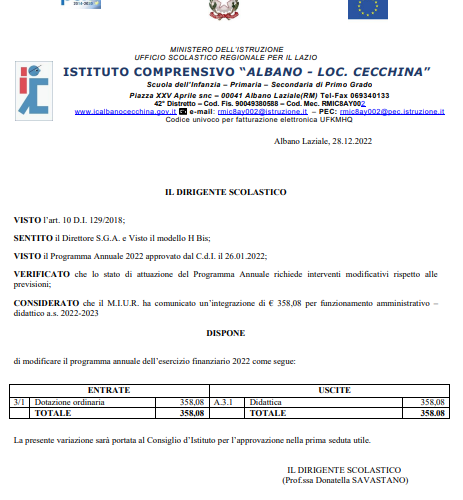 2014-2020
MINISTERO DELL'ISTRUZIONE
UFFICIO SCOLASTICO REGIONALE PER IL LAZIO
ISTITUTO COMPRENSIVO "ALBANO - LOC. CECCHINA"
Scuola dell'Infanzia – Primaria – Secondaria di Primo Grado
Piazza XXV Aprile snc – 00041 Albano Laziale(RM) Tel-Fax 069340133
42° Distretto – Cod. Fis. 90049380588 – Cod. Mec. RMIC8AY002
www.icalbanocecchina.gov.it e-mail: rmic8ay002@istruzione.it – PEC: rmic8ay002@pec.istruzione.it
Codice univoco per fatturazione elettronica UFKMHQ
Albano Laziale, 28.12.2022
IL DIRIGENTE SCOLASTICO
VISTO l'art. 10 D.I. 129/2018;
SENTITO il Direttore S.G.A. e Visto il modello H Bis;
VISTO il Programma Annuale 2022 approvato dal C.d.I. il 26.01.2022;
VERIFICATO che lo stato di attuazione del Programma Annuale richiede interventi modificativi rispetto alle
previsioni;
CONSIDERATO che il M.I.U.R. ha comunicato un'integrazione di € 358,08 per funzionamento amministrativo –
didattico a.s. 2022-2023
DISPONE
di modificare il programma annuale dell'esercizio finanziario 2022 come segue:
ENTRATE USCITE
3/1 Dotazione ordinaria 358,08 A.3.1 Didattica 358,08
TOTALE 358,08 TOTALE 358.08
La presente variazione sarà portata al Consiglio d'Istituto per l'approvazione nella prima seduta utile.
IL DIRIGENTE SCOLASTICO
(Prof.ssa Donatella SAVASTANO)